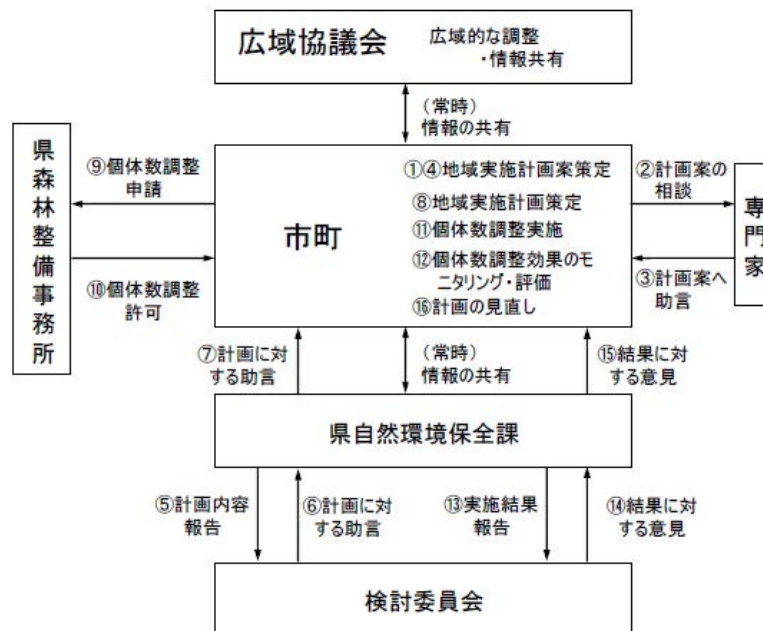 広域協議会
広域的な調整
・情報共有
(常時)
情報の共有
県森林整備事務所
⑨個体数調整
申請
⑩個体数調整
許可
市町
①④地域実施計画案策定
⑧地域実施計画策定
⑪個体数調整実施
⑫個体数調整効果のモ
ニタリング・評価
⑯計画の見直し
②計画案の
相談
③計画案へ
助言
専門家
⑦計画に対
する助言
(常時)
情報の共有
⑮結果に対
する意見
県自然環境保全課
⑤計画内容
報告
⑥計画に対
する助言
⑬実施結果
報告
⑭結果に対
する意見
検討委員会